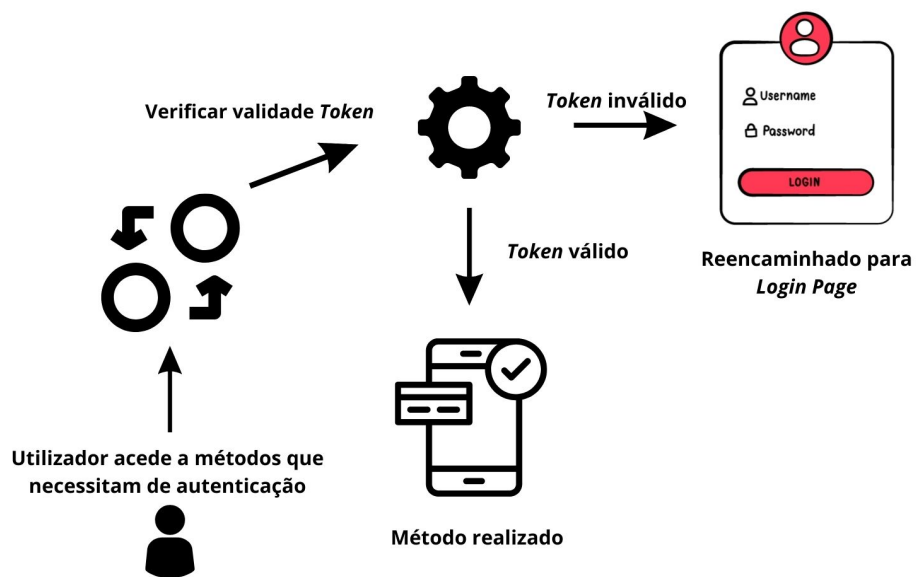 Verificar validade Token
Token inválido
Username
Password
LOGIN
Reencaminhado para
Login Page
Token válido
Utilizador acede a métodos que
necessitam de autenticação
Método realizado